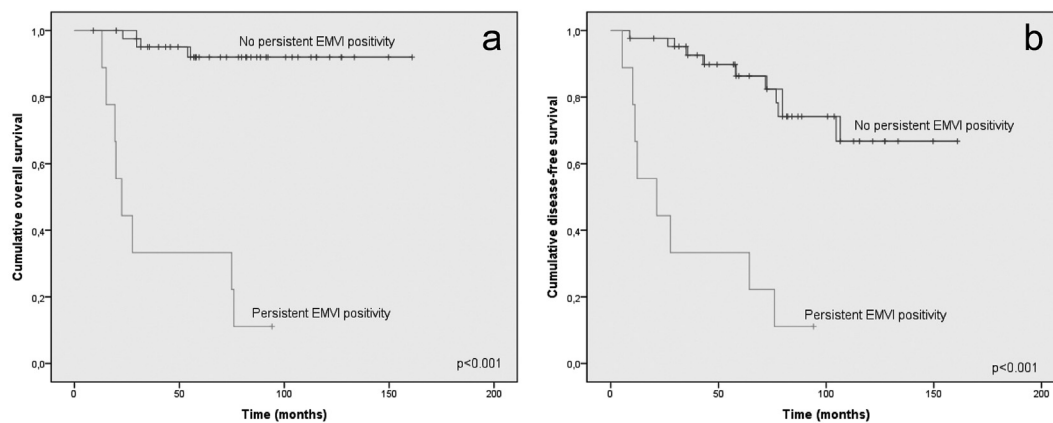 a
Cumulative overall survival
1,0
0,8
0,6
0,4
0,2
0,0
No persistent EMVI positivity
Persistent EMVI positivity
p<0.001
0
50
100
150
200
Time (months)
b
Cumulative disease-free survival
1,0
0,8
0,6
0,4
0,2
0,0
No persistent EMVI positivity
Persistent EMVI positivity
p<0.001
0
50
100
150
200
Time (months)